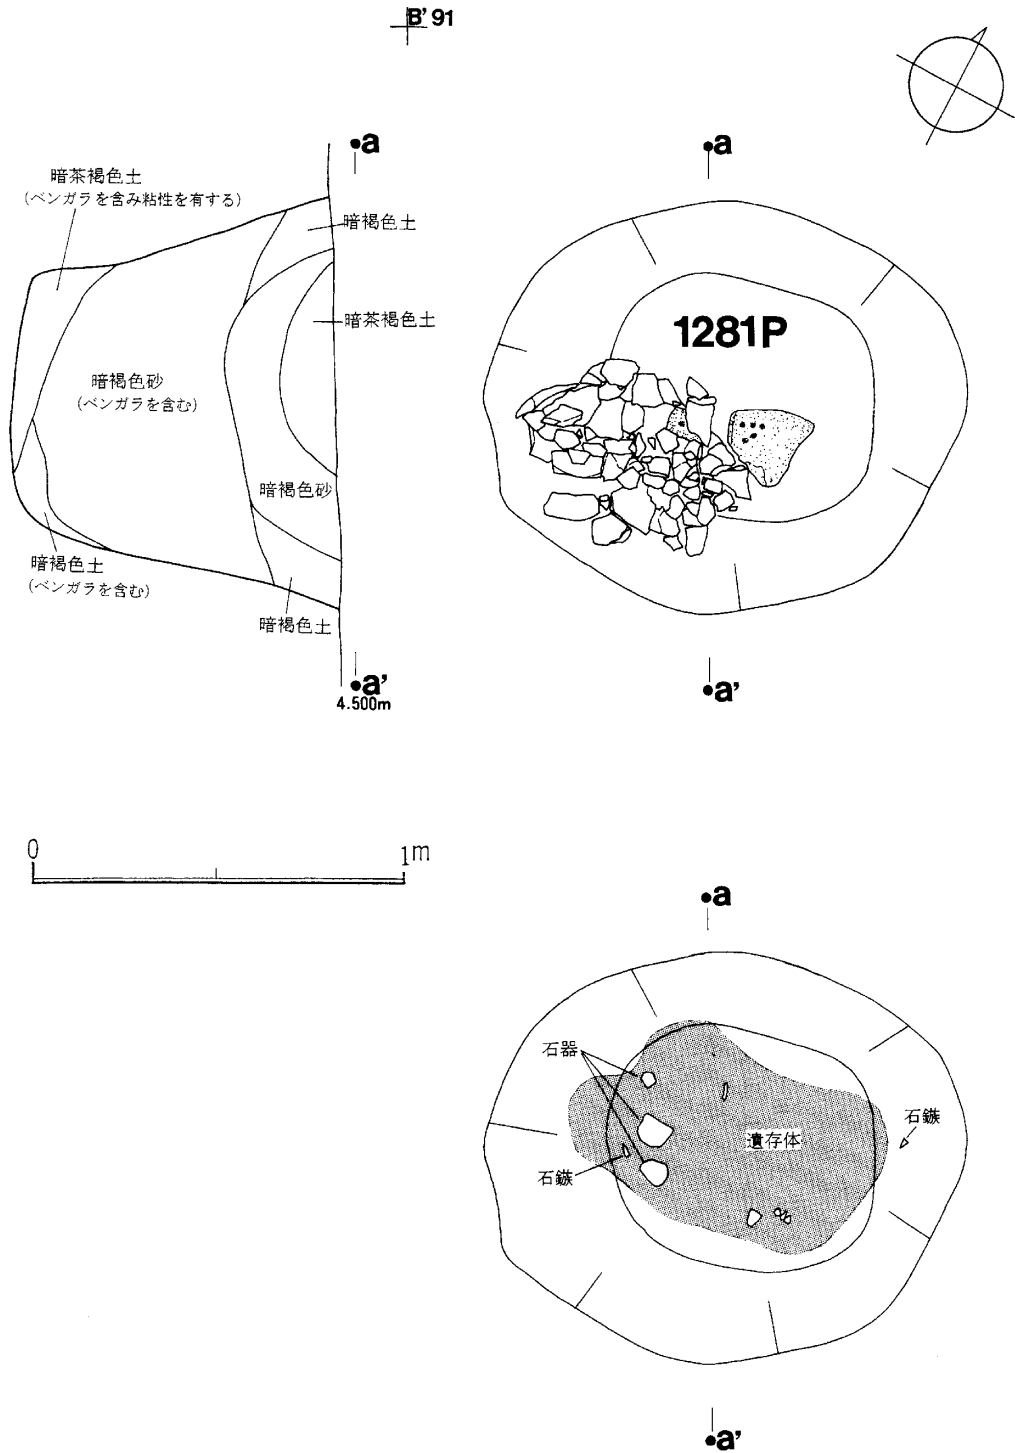 B' 91
a
a
暗茶褐色土
(ベンガラを含み粘性を有する)
暗褐色土
暗茶褐色土
1281P
暗褐色砂
(ベンガラを含む)
暗褐色砂
暗褐色土
(ベンガラを含む)
暗褐色土
a'
4.500m
a'
0
1m
a
石器
石鏃
遺存体
石鏃
a'